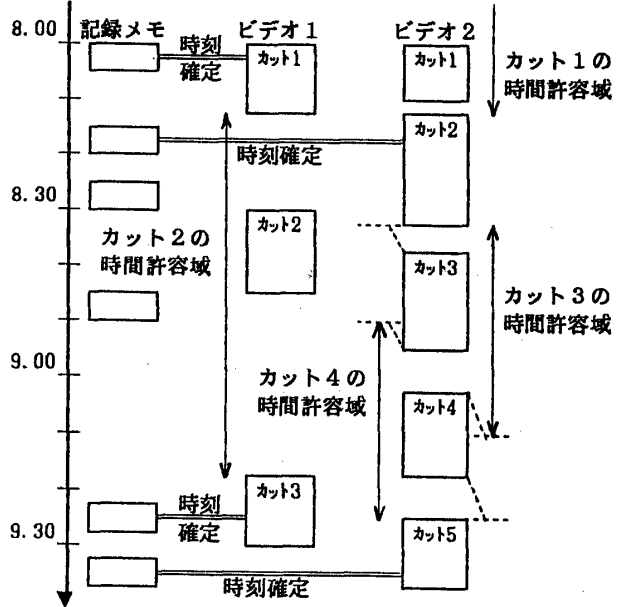 8.00
記録メモ
ビデオ1
ビデオ2
時刻
確定
カット1
カット1
カット1の
時間許容域
カット2
時刻確定
8.30
カット2の
時間許容域
カット2
カット3
カット3の
時間許容域
9.00
カット4の
時間許容域
カット4
カット3
時刻
確定
カット5
9.30
時刻確定